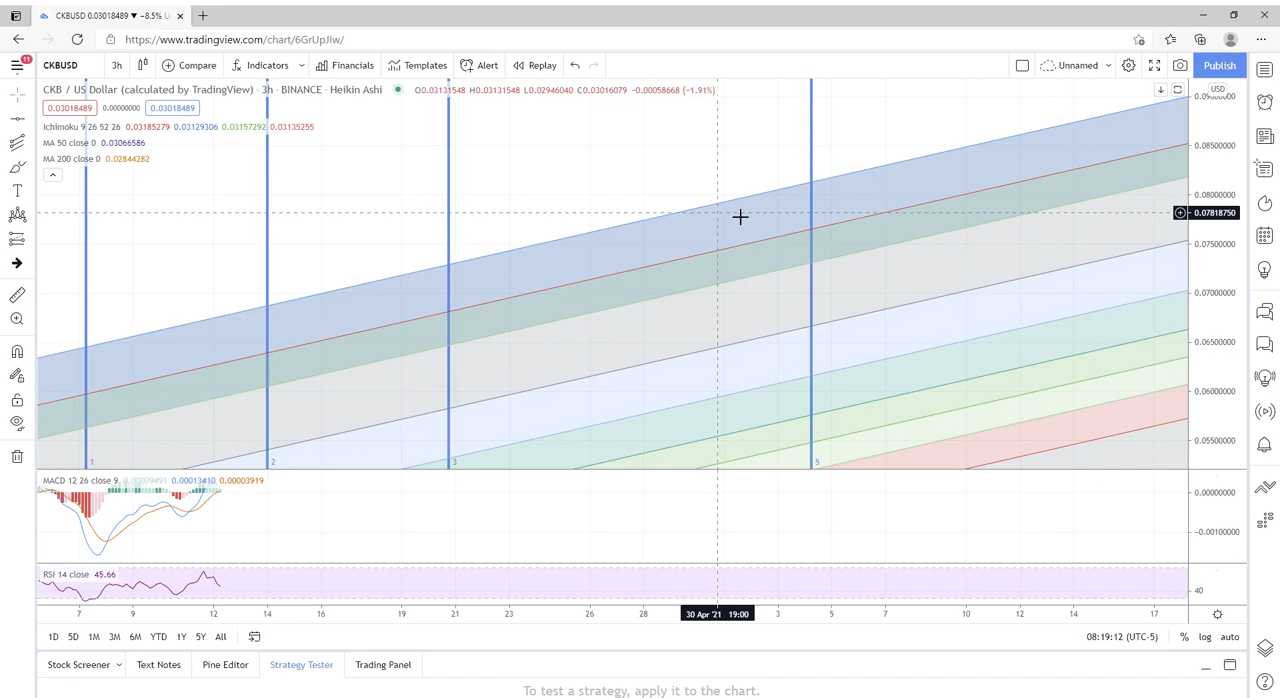 CKBUSD 0.03018489 ▼ −8.5% U
https://www.tradingview.com/chart/6GrUpJIw/
11
CKBUSD 3h Compare Indicators Financials Templates Alert Replay Unnamed Publish
CKB / US Dollar (calculated by TradingView) · 3h · BINANCE · Heikin Ashi O0.03131548 H0.03131548 L0.02946040 C0.03016079 −0.00058668 (−1.91%)
USD
0.03018489 0.00000000 0.03018489
Ichimoku 9 26 52 26 0.03185279 0.03129306 0.03157292 0.03135255
MA 50 close 0 0.03066586
MA 200 close 0 0.02844282
0.08500000
0.08000000
0.07818750
0.07500000
0.07000000
0.06500000
0.06000000
0.05500000
1 2 3 5
MACD 12 26 close 9 0.00009491 0.00013410 0.00003919
0.00000000
−0.00100000
RSI 14 close 45.66
40
7 9 12 14 16 19 21 23 26 28 30 Apr '21 19:00 3 5 7 10 12 14 17
1D 5D 1M 3M 6M YTD 1Y 5Y All 08:19:12 (UTC-5) % log auto
Stock Screener Text Notes Pine Editor Strategy Tester Trading Panel
To test a strategy, apply it to the chart.